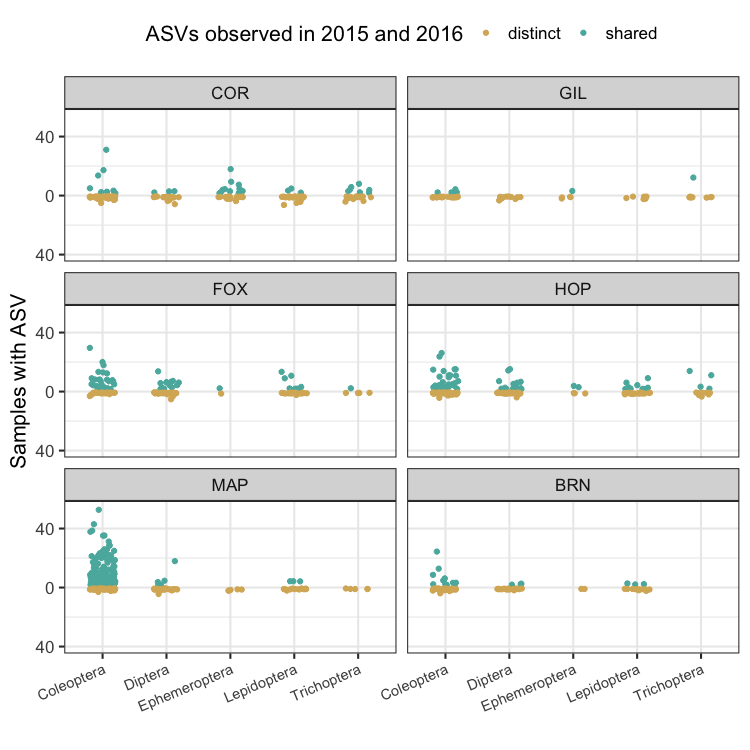 ASVs observed in 2015 and 2016 distinct shared
COR GIL
40
0
40
FOX HOP
40
0
40
MAP BRN
40
0
40
Samples with ASV
Coleoptera Diptera Ephemeroptera Lepidoptera Trichoptera Coleoptera Diptera Ephemeroptera Lepidoptera Trichoptera